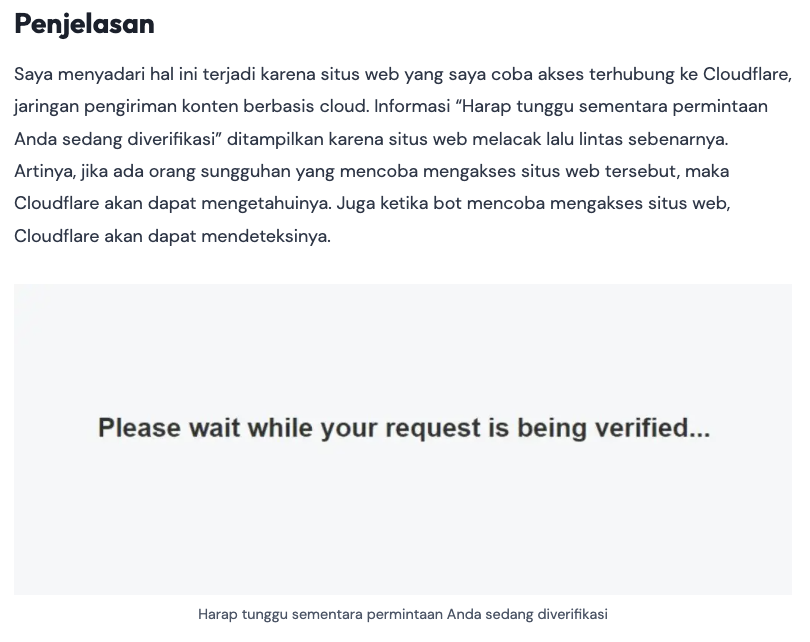 Penjelasan
Saya menyadari hal ini terjadi karena situs web yang saya coba akses terhubung ke Cloudflare,
jaringan pengiriman konten berbasis cloud. Informasi “Harap tunggu sementara permintaan
Anda sedang diverifikasi” ditampilkan karena situs web melacak lalu lintas sebenarnya.
Artinya, jika ada orang sungguhan yang mencoba mengakses situs web tersebut, maka
Cloudflare akan dapat mengetahuinya. Juga ketika bot mencoba mengakses situs web,
Cloudflare akan dapat mendeteksinya.
Please wait while your request is being verified...
Harap tunggu sementara permintaan Anda sedang diverifikasi